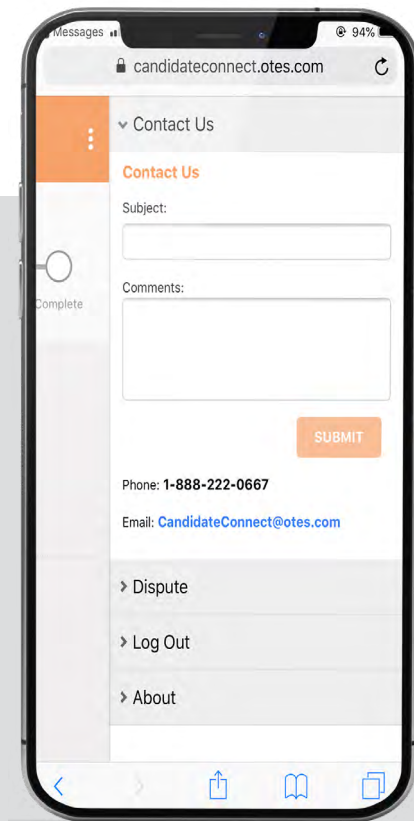 Messages
94%
candidateconnect.otes.com
Contact Us
Contact Us
Subject:
Complete
Comments:
SUBMIT
Phone: 1-888-222-0667
Email: CandidateConnect@otes.com
Dispute
Log Out
About